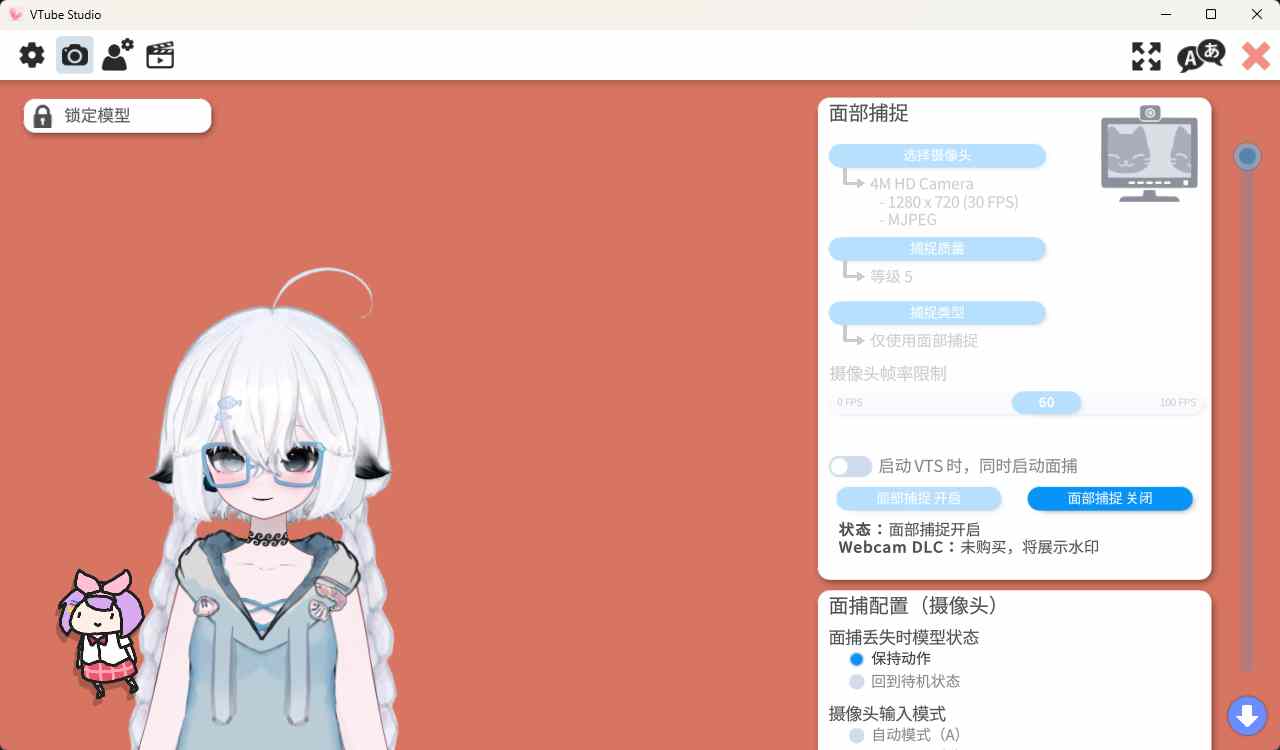 VTube Studio
A あ
锁定模型
面部捕捉
选择摄像头
4M HD Camera
- 1280 x 720 (30 FPS)
- MJPEG
捕捉质量
等级 5
捕捉类型
仅使用面部捕捉
摄像头帧率限制
0 FPS 60 100 FPS
启动 VTS 时，同时启动面捕
面部捕捉 开启 面部捕捉 关闭
状态：面部捕捉开启
Webcam DLC：未购买，将展示水印
面捕配置（摄像头）
面捕丢失时模型状态
保持动作
回到待机状态
摄像头输入模式
自动模式（A）